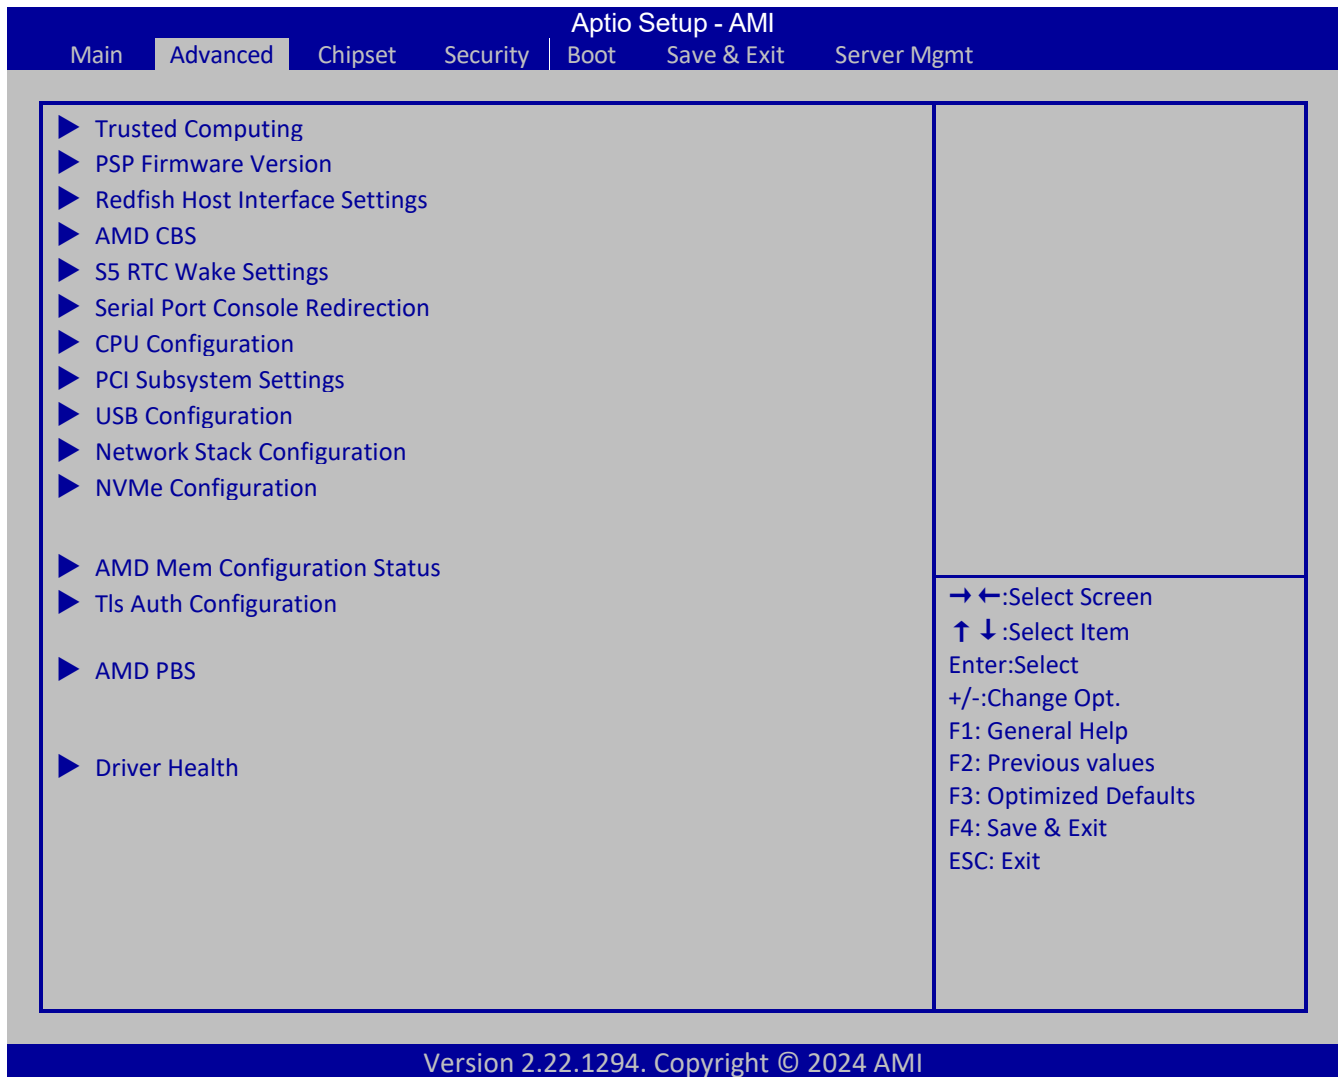 Aptio Setup - AMI
Main Advanced Chipset Security Boot Save & Exit Server Mgmt
▶ Trusted Computing
▶ PSP Firmware Version
▶ Redfish Host Interface Settings
▶ AMD CBS
▶ S5 RTC Wake Settings
▶ Serial Port Console Redirection
▶ CPU Configuration
▶ PCI Subsystem Settings
▶ USB Configuration
▶ Network Stack Configuration
▶ NVMe Configuration
▶ AMD Mem Configuration Status
▶ Tls Auth Configuration
▶ AMD PBS
▶ Driver Health
→ ←:Select Screen
↑ ↓ :Select Item
Enter:Select
+/-:Change Opt.
F1: General Help
F2: Previous values
F3: Optimized Defaults
F4: Save & Exit
ESC: Exit
Version 2.22.1294. Copyright © 2024 AMI